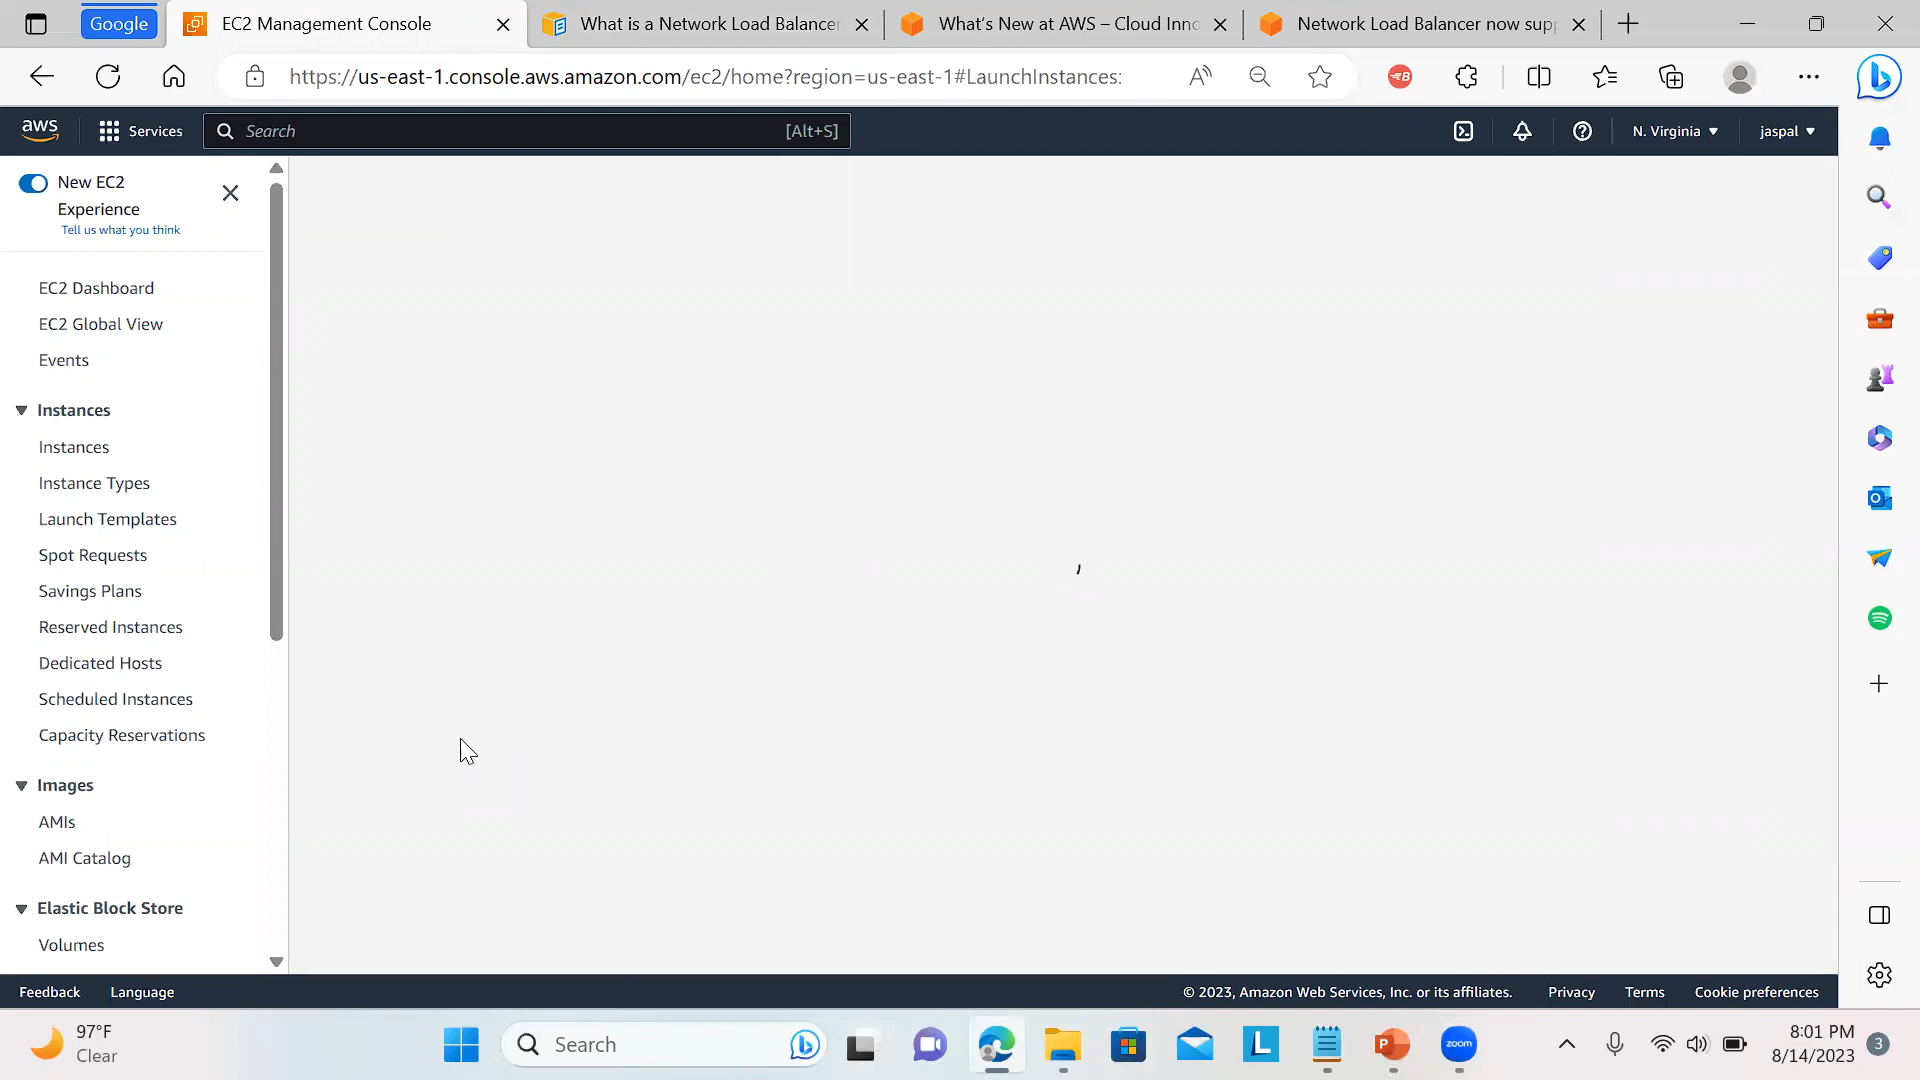 Google
EC2 Management Console
What is a Network Load Balancer
What's New at AWS – Cloud Inno
Network Load Balancer now sup
https://us-east-1.console.aws.amazon.com/ec2/home?region=us-east-1#LaunchInstances:
aws
Services
Search
[Alt+S]
N. Virginia
jaspal
New EC2
Experience
Tell us what you think
EC2 Dashboard
EC2 Global View
Events
Instances
Instances
Instance Types
Launch Templates
Spot Requests
Savings Plans
Reserved Instances
Dedicated Hosts
Scheduled Instances
Capacity Reservations
Images
AMIs
AMI Catalog
Elastic Block Store
Volumes
Feedback
Language
© 2023, Amazon Web Services, Inc. or its affiliates.
Privacy
Terms
Cookie preferences
97°F
Clear
Search
zoom
8:01 PM
8/14/2023
3